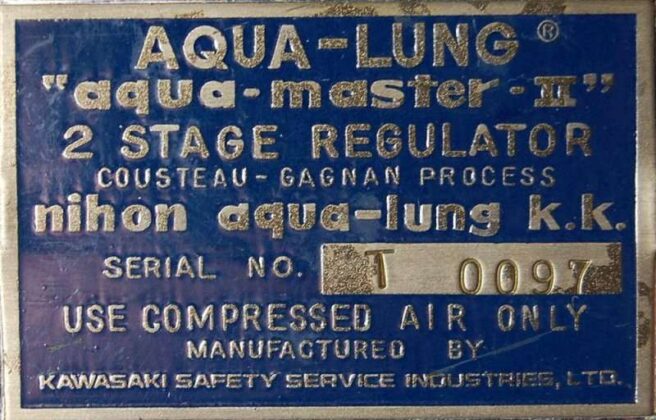 AQUA-LUNG ®
"aqua-master-II"
2 STAGE REGULATOR
COUSTEAU-GAGNAN PROCESS
nihon aqua-lung k.k.
SERIAL NO. T 0097
USE COMPRESSED AIR ONLY
MANUFACTURED BY
KAWASAKI SAFETY SERVICE INDUSTRIES, LTD.